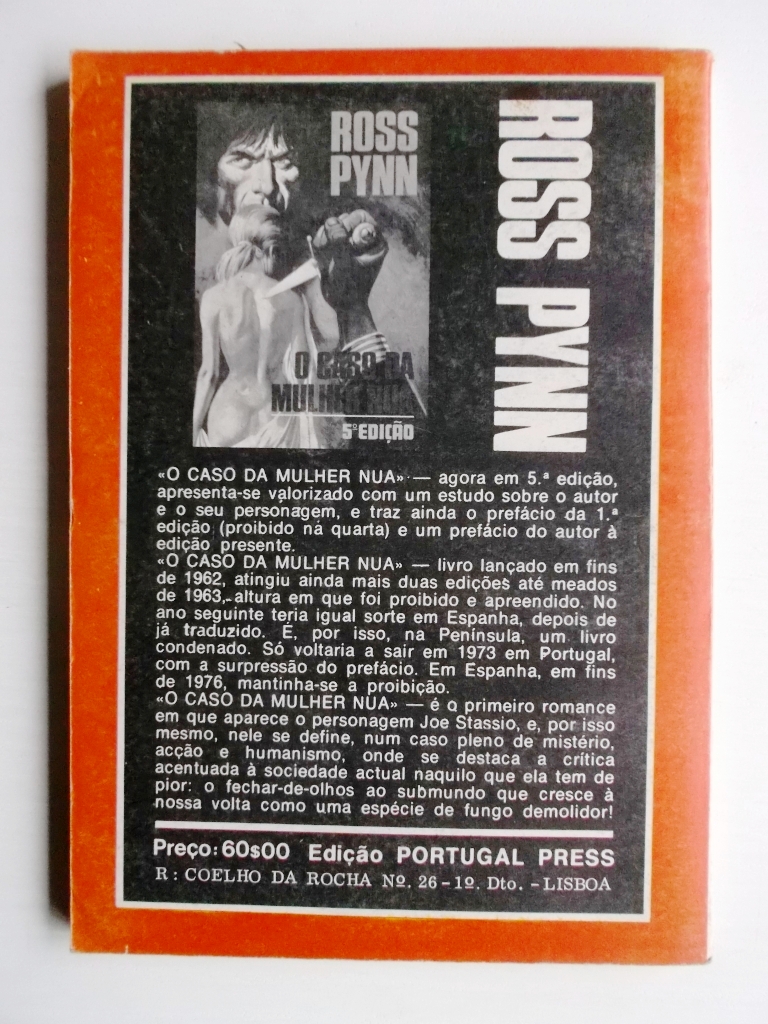 ROSS
PYNN
O CASO DA
MULHER NUA
5ª EDIÇÃO
ROSS PYNN
«O CASO DA MULHER NUA» — agora em 5.ª edição,
apresenta-se valorizado com um estudo sobre o autor
e o seu personagem, e traz ainda o prefácio da 1.ª
edição (proibido na quarta) e um prefácio do autor à
edição presente.
«O CASO DA MULHER NUA» — livro lançado em fins
de 1962, atingiu ainda mais duas edições até meados
de 1963, altura em que foi proibido e apreendido. No
ano seguinte teria igual sorte em Espanha, depois de
já traduzido. É, por isso, na Península, um livro
condenado. Só voltaria a sair em 1973 em Portugal,
com a surpressão do prefácio. Em Espanha, em fins
de 1976, mantinha-se a proibição.
«O CASO DA MULHER NUA» — é o primeiro romance
em que aparece o personagem Joe Stassio, e, por isso
mesmo, nele se define, num caso pleno de mistério,
acção e humanismo, onde se destaca a crítica
acentuada à sociedade actual naquilo que ela tem de
pior: o fechar-de-olhos ao submundo que cresce à
nossa volta como uma espécie de fungo demolidor!
Preço: 60$00 Edição PORTUGAL PRESS
R: COELHO DA ROCHA Nº. 26-1º. Dto. - LISBOA